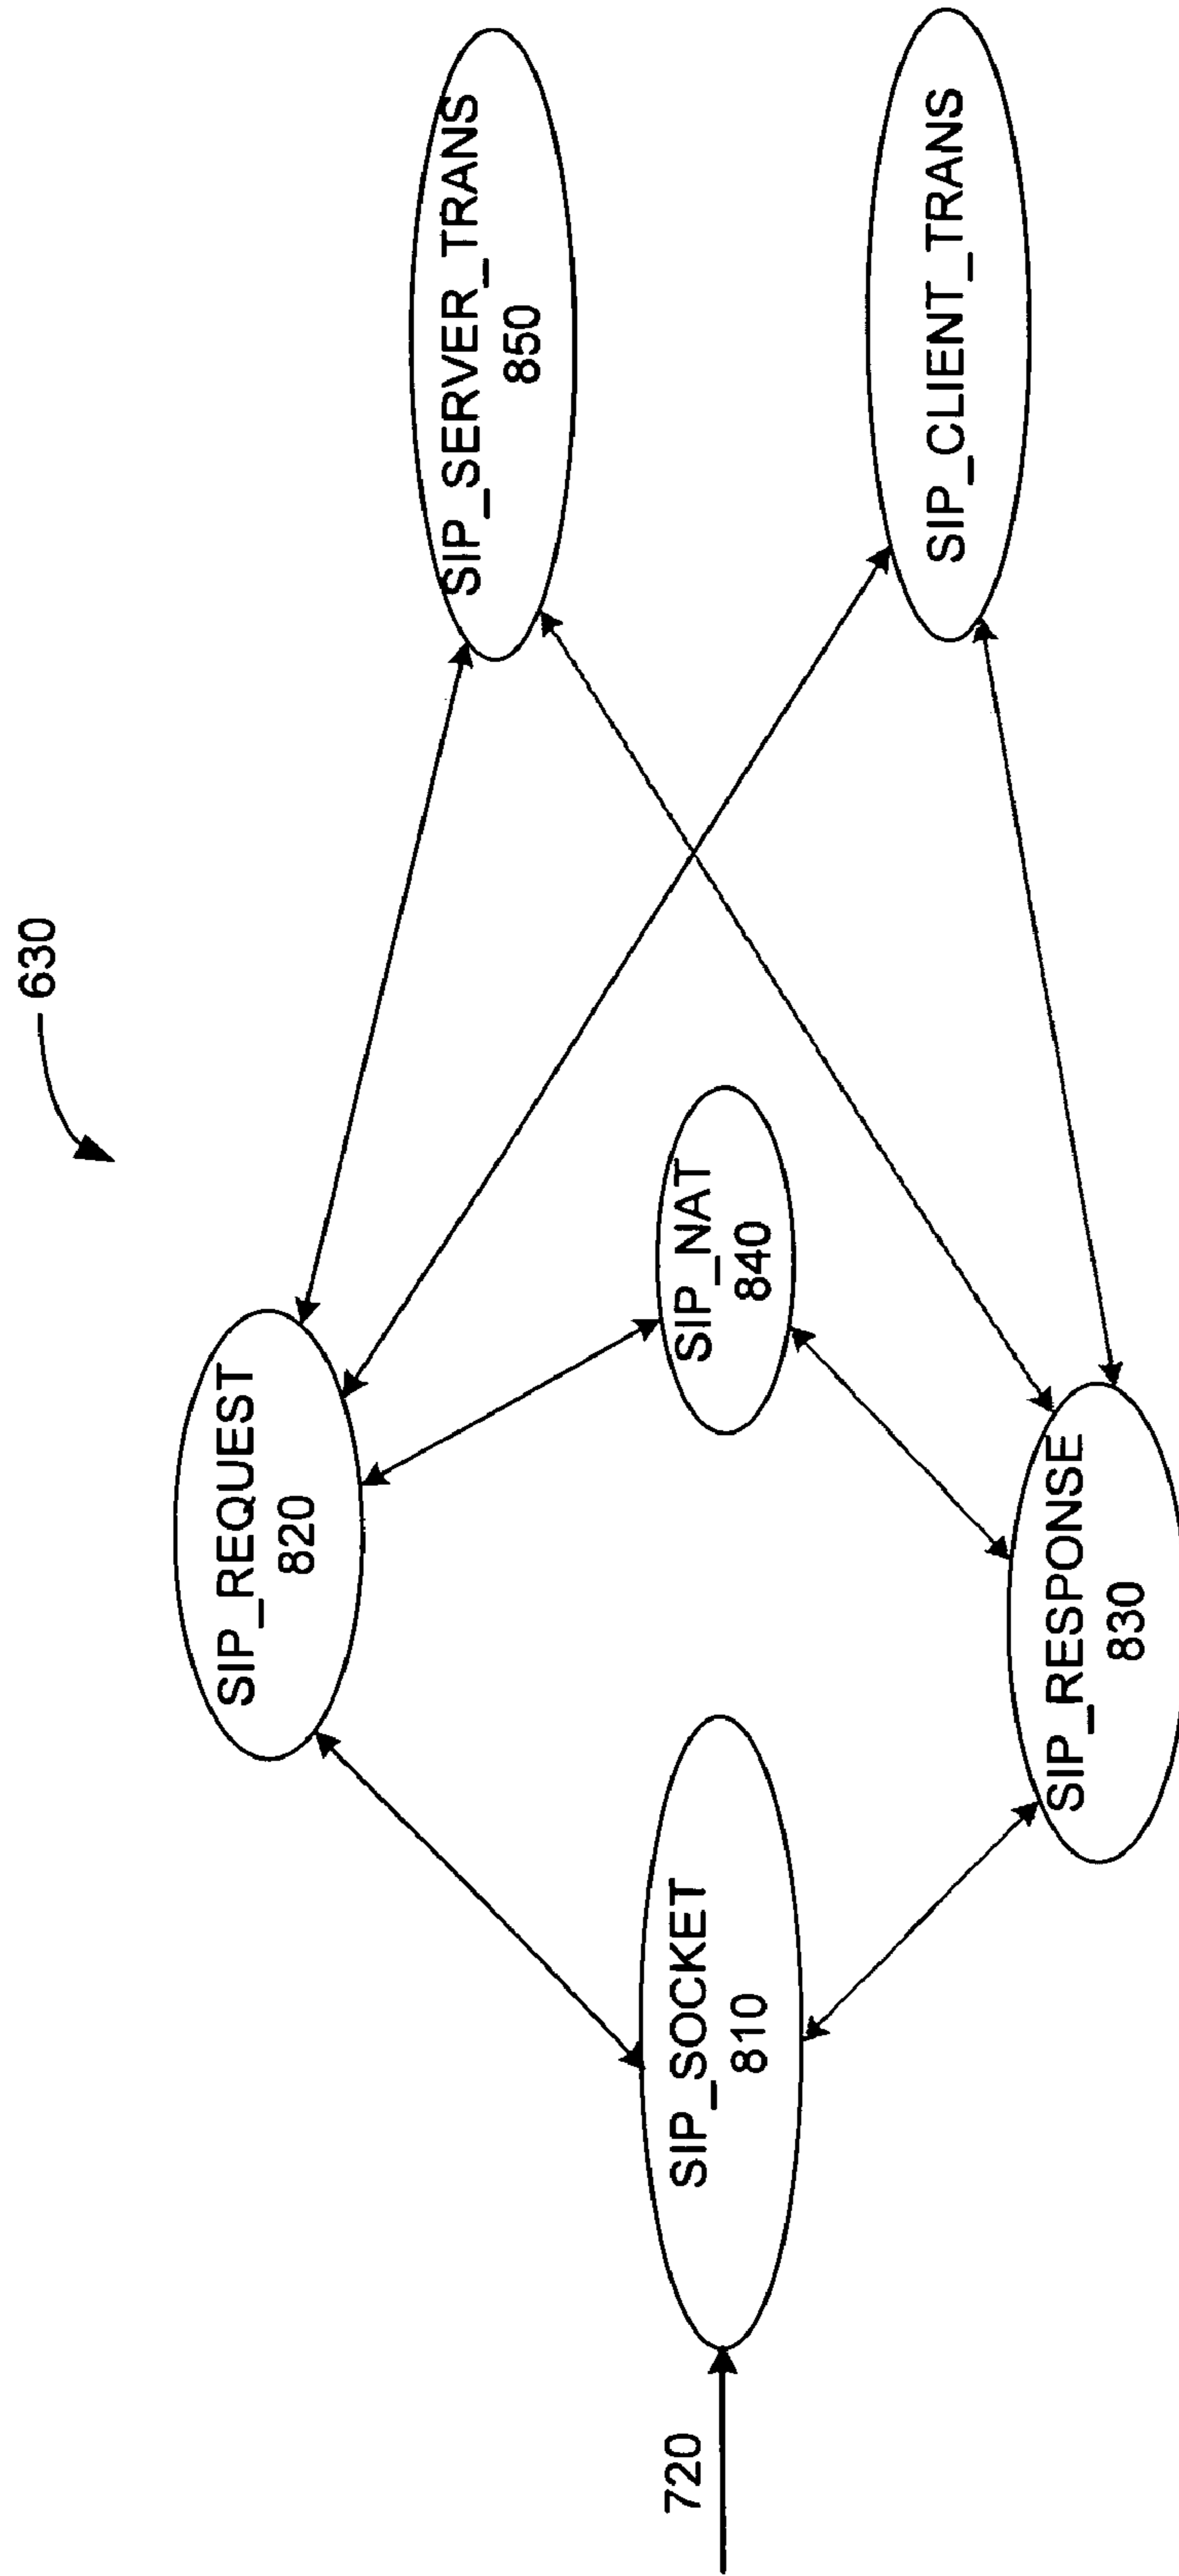 630
SIP_REQUEST
820
SIP_SERVER_TRANS
850
720
SIP_SOCKET
810
SIP_NAT
840
SIP_RESPONSE
830
SIP_CLIENT_TRANS